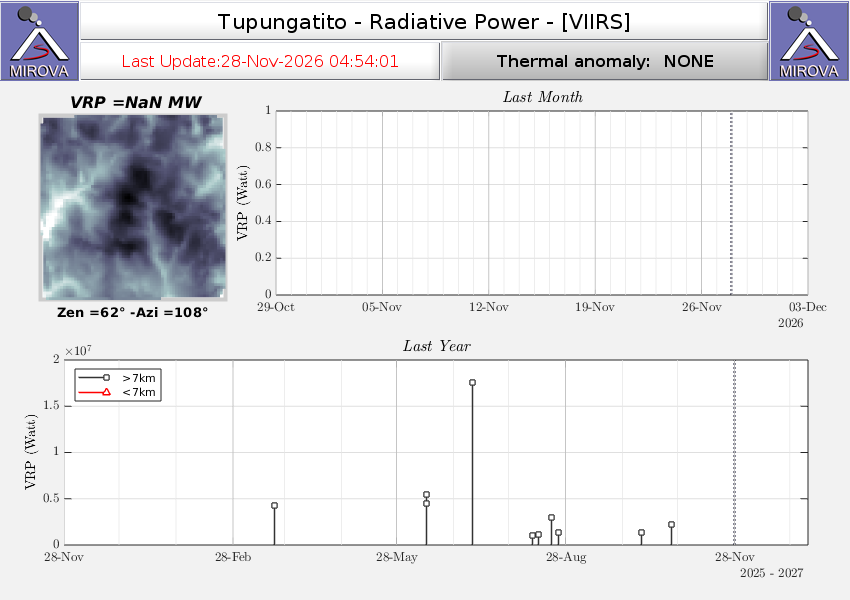 Tupungatito - Radiative Power - [VIIRS]
MIROVA
Last Update:28-Nov-2026 04:54:01
Thermal anomaly: NONE
MIROVA
VRP =NaN MW
Zen =62° -Azi =108°
Last Month
VRP (Watt)
1
0.8
0.6
0.4
0.2
0
29-Oct 05-Nov 12-Nov 19-Nov 26-Nov 03-Dec
2026
Last Year
×10⁷
VRP (Watt)
2
1.5
1
0.5
0
>7km
<7km
28-Nov 28-Feb 28-May 28-Aug 28-Nov
2025 - 2027